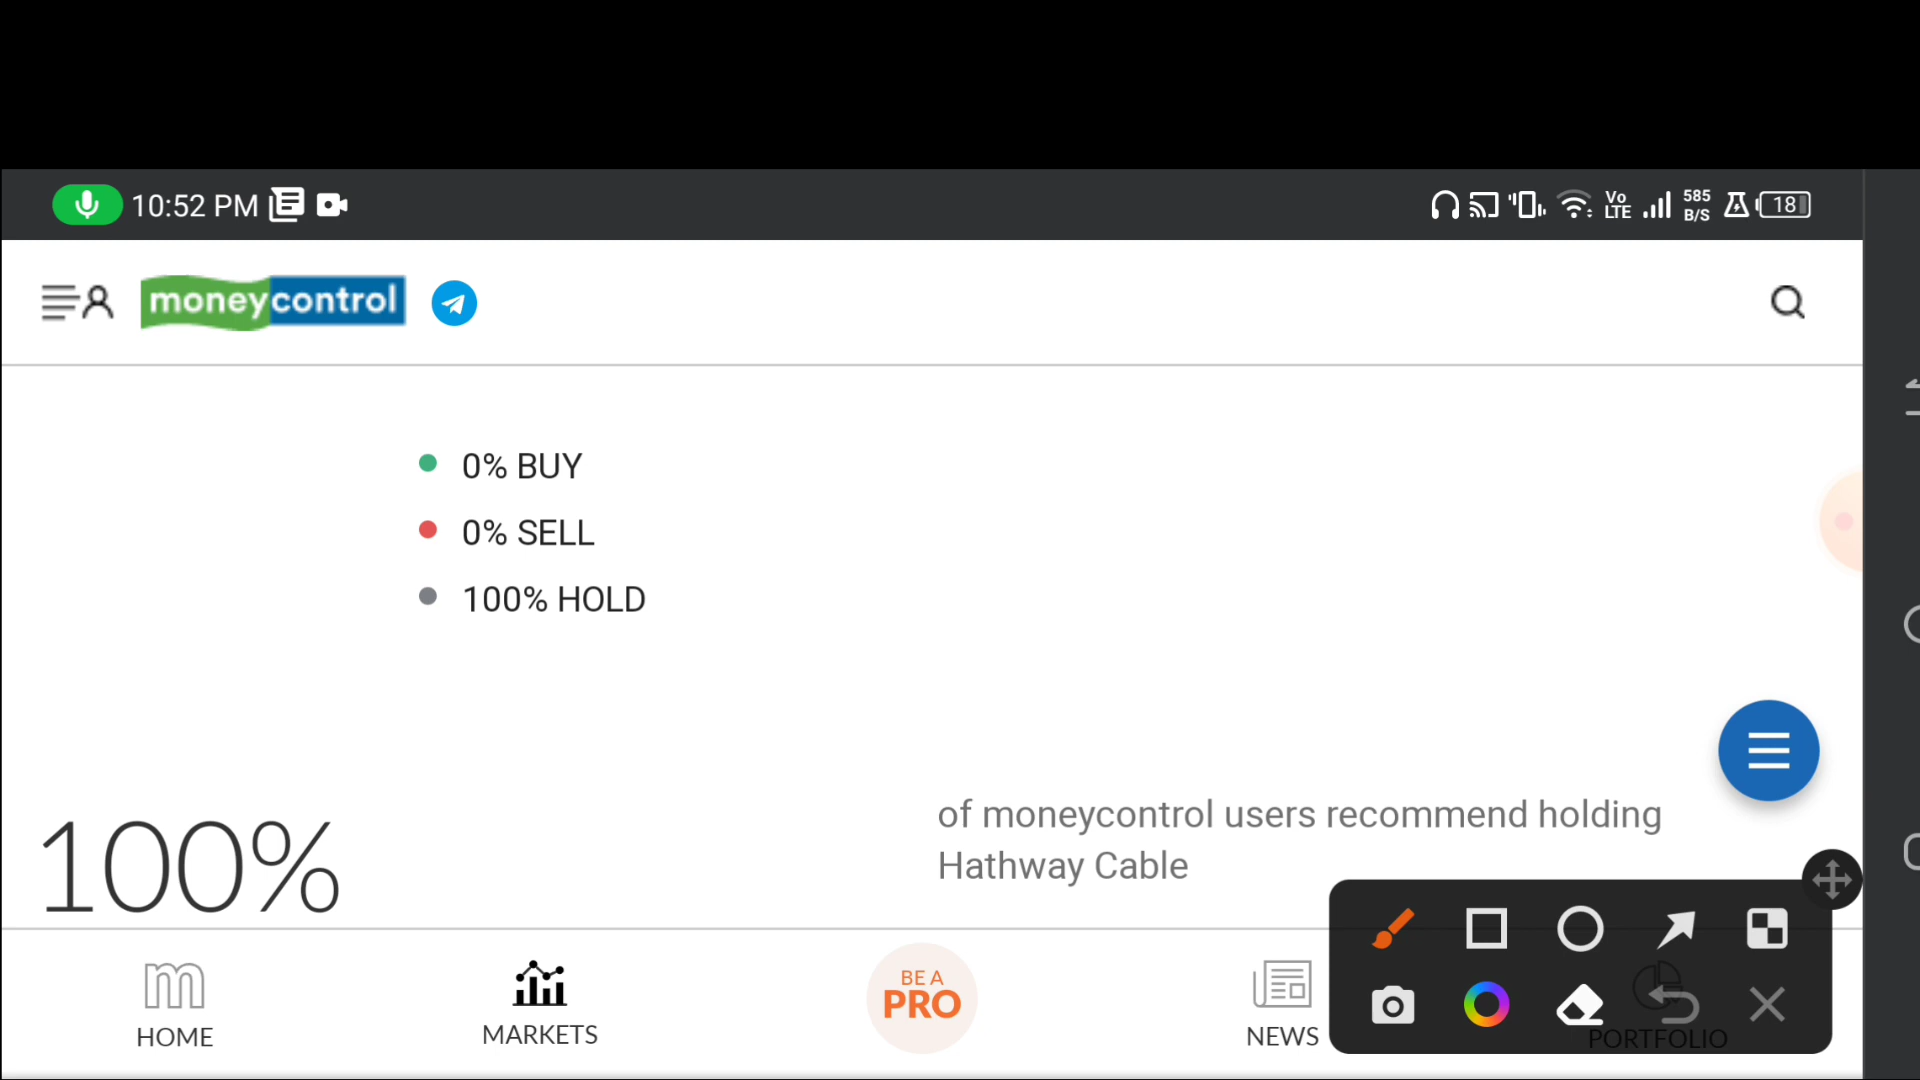 10:52 PM
Vo LTE
585 B/S
18
moneycontrol
0% BUY
0% SELL
100% HOLD
100%
of moneycontrol users recommend holding
Hathway Cable
HOME
MARKETS
BE A
PRO
NEWS
PORTFOLIO